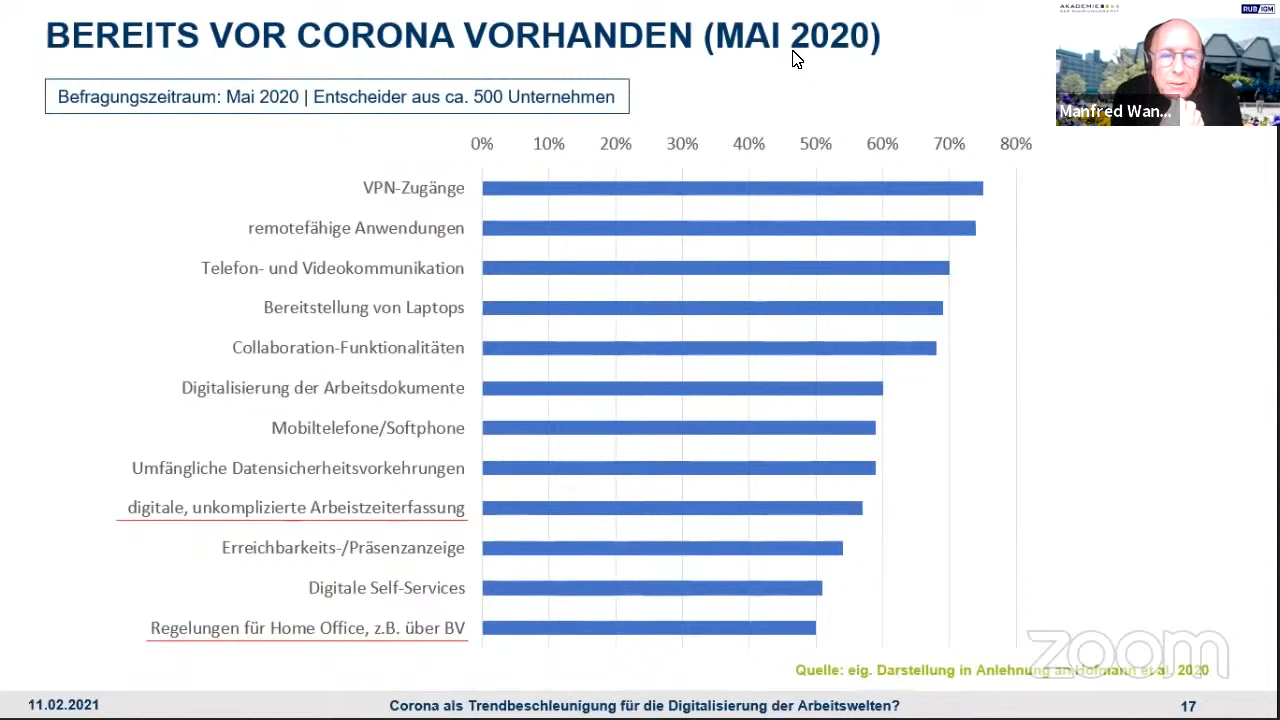 BEREITS VOR CORONA VORHANDEN (MAI 2020)
AKADEMIE
RUB/IGM
Befragungszeitraum: Mai 2020 | Entscheider aus ca. 500 Unternehmen
Manfred Wan...
0% 10% 20% 30% 40% 50% 60% 70% 80%
VPN-Zugänge
remotefähige Anwendungen
Telefon- und Videokommunikation
Bereitstellung von Laptops
Collaboration-Funktionalitäten
Digitalisierung der Arbeitsdokumente
Mobiltelefone/Softphone
Umfängliche Datensicherheitsvorkehrungen
digitale, unkomplizierte Arbeistzeiterfassung
Erreichbarkeits-/Präsenzanzeige
Digitale Self-Services
Regelungen für Home Office, z.B. über BV
zoom
Quelle: eig. Darstellung in Anlehnung an Hofmann et al. 2020
11.02.2021 Corona als Trendbeschleunigung für die Digitalisierung der Arbeitswelten? 17